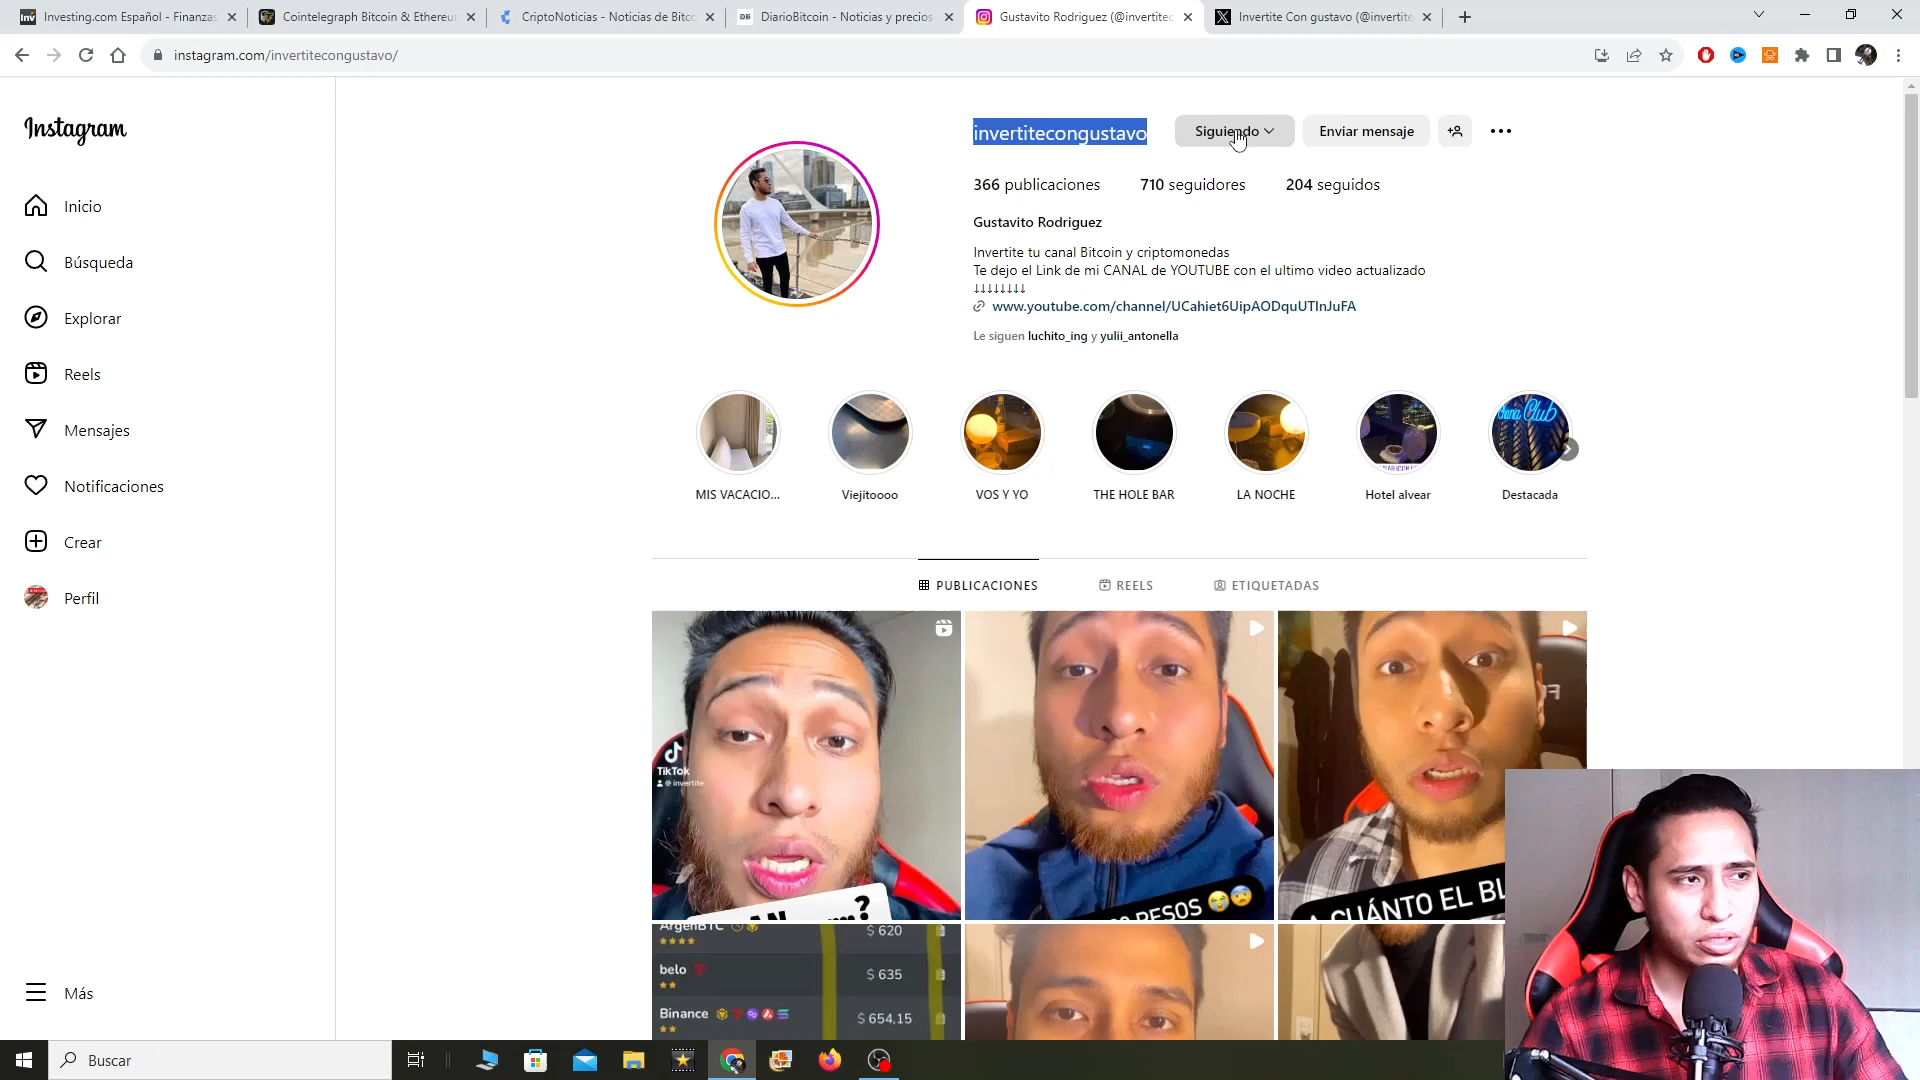 Investing.com Español - Finanzas
Cointelegraph Bitcoin & Ethereu
CriptoNoticias - Noticias de Bitco
DiarioBitcoin - Noticias y precios
Gustavito Rodriguez (@invertitec
Invertite Con gustavo (@invertite
instagram.com/invertitecongustavo/
Instagram
invertitecongustavo
Siguiendo
Enviar mensaje
366 publicaciones
710 seguidores
204 seguidos
Gustavito Rodriguez
Invertite tu canal Bitcoin y criptomonedas
Te dejo el Link de mi CANAL de YOUTUBE con el ultimo video actualizado
↓↓↓↓↓↓↓↓
www.youtube.com/channel/UCahiet6UipAODquUTInJuFA
Le siguen luchito_ing y yulii_antonella
Inicio
Búsqueda
Explorar
Reels
Mensajes
Notificaciones
Crear
Perfil
Más
MIS VACACIO...
Viejitoooo
VOS Y YO
THE HOLE BAR
LA NOCHE
Hotel alvear
Destacada
PUBLICACIONES
REELS
ETIQUETADAS
TikTok
@invertite
PESOS
CUÁNTO EL BL
ArgenBTC
$ 620
belo
$ 635
Binance
$ 654,15
Buscar